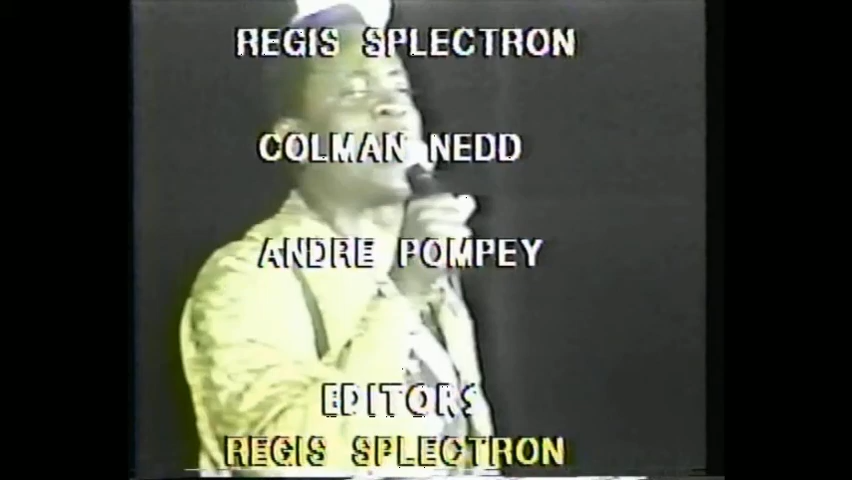 REGIS SPLECTRON
COLMAN NEDD
ANDRE POMPEY
EDITORS
REGIS SPLECTRON